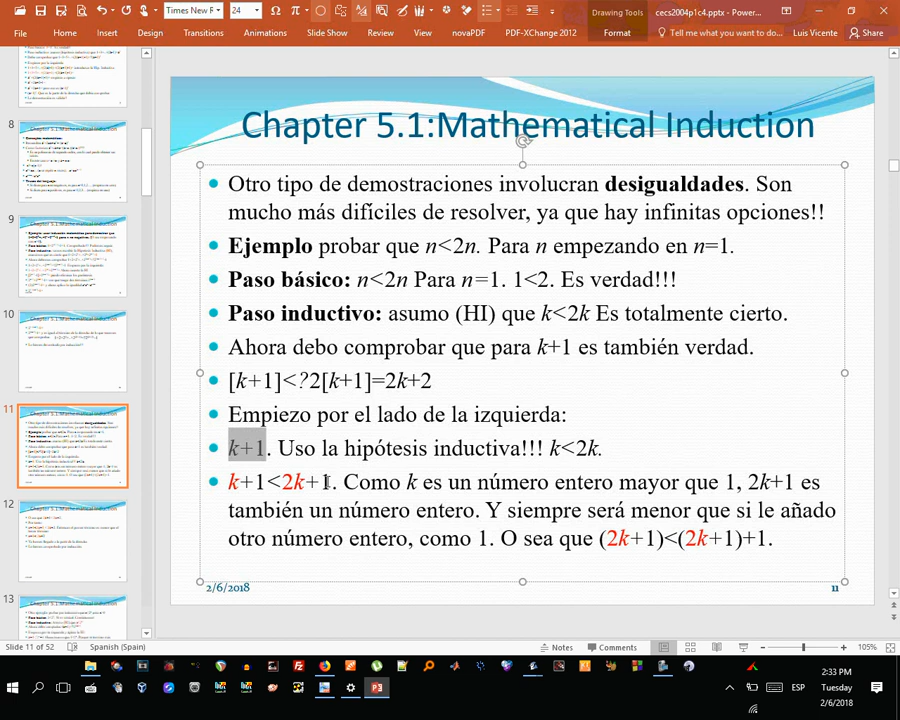 Times New R
24
Drawing Tools
cecs2004p1c4.pptx - Powe...
File
Home
Insert
Design
Transitions
Animations
Slide Show
Review
View
novaPDF
PDF-XChange 2012
Format
Tell me what you want to do...
Luis Vicente
Share
8
9
10
11
12
13
Chapter 5.1:Mathematical Induction
Otro tipo de demostraciones involucran desigualdades. Son
mucho más difíciles de resolver, ya que hay infinitas opciones!!
Ejemplo probar que n<2n. Para n empezando en n=1.
Paso básico: n<2n Para n=1. 1<2. Es verdad!!!
Paso inductivo: asumo (HI) que k<2k Es totalmente cierto.
Ahora debo comprobar que para k+1 es también verdad.
[k+1]<?2[k+1]=2k+2
Empiezo por el lado de la izquierda:
k+1. Uso la hipótesis inductiva!!! k<2k.
k+1<2k+1. Como k es un número entero mayor que 1, 2k+1 es
también un número entero. Y siempre será menor que si le añado
otro número entero, como 1. O sea que (2k+1)<(2k+1)+1.
2/6/2018
11
Slide 11 of 52
Spanish (Spain)
Notes
Comments
105%
ESP
2:33 PM
Tuesday
2/6/2018